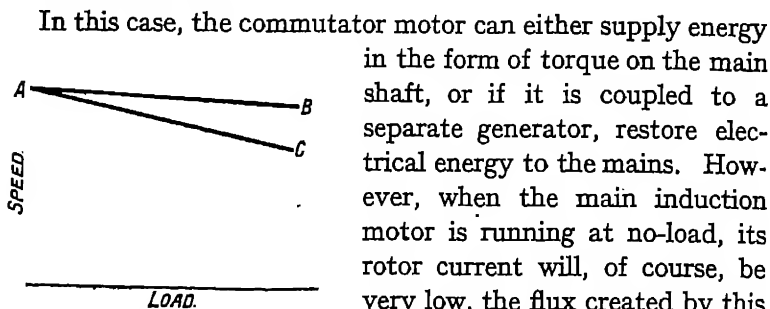 In this case, the commutator motor can either supply energy
in the form of torque on the main
shaft, or if it is coupled to a
separate generator, restore elec-
trical energy to the mains. How-
ever, when the main induction
motor is running at no-load, its
rotor current will, of course, be
very low, the flux created by this
A
B
C
SPEED.
LOAD.